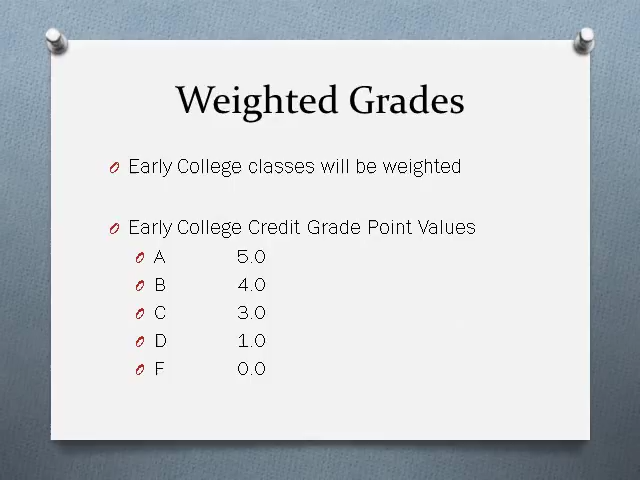 Weighted Grades
Early College classes will be weighted
Early College Credit Grade Point Values
A 5.0
B 4.0
C 3.0
D 1.0
F 0.0